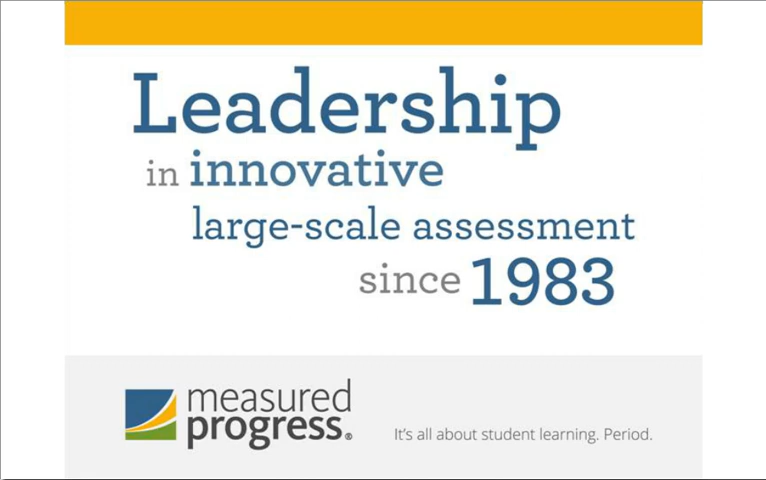 Leadership
in innovative
large-scale assessment
since 1983
measured
progress®
It's all about student learning. Period.